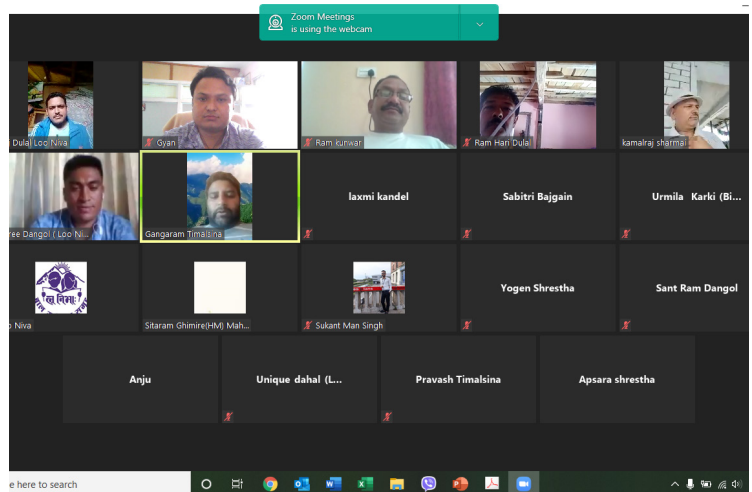 Zoom Meetings
is using the webcam
i Dulal Loo Niva
Gyan
Ram kunwar
Ram Hari Dulal
kamalraj sharmai
ree Dangol ( Loo Ni...
Gangaram Timalsina
laxmi kandel
Sabitri Bajgain
Urmila Karki (Bi...
लू निभाः
o Niva
Sitaram Ghimire(HM) Mah...
Sukant Man Singh
Yogen Shrestha
Sant Ram Dangol
Anju
Unique dahal (L...
Pravash Timalsina
Apsara shrestha
e here to search